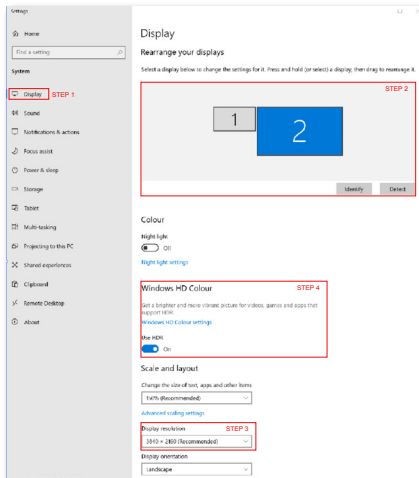 Settings
Home
Find a setting
System
Display
STEP 1
Sound
Notifications & actions
Focus assist
Power & sleep
Storage
Tablet
Multi-tasking
Projecting to this PC
Shared experiences
Clipboard
Remote Desktop
About
Display
Rearrange your displays
Select a display below to change the settings for it. Press and hold (or select) a display, then drag to rearrange it.
STEP 2
1
2
Identify
Detect
Colour
Night light
Off
Night light settings
Windows HD Colour
STEP 4
Get a brighter and more vibrant picture for videos, games and apps that
support HDR.
Windows HD Colour settings
Use HDR
On
Scale and layout
Change the size of text, apps and other items
150% (Recommended)
Advanced scaling settings
Display resolution
STEP 3
3840 × 2160 (Recommended)
Display orientation
Landscape